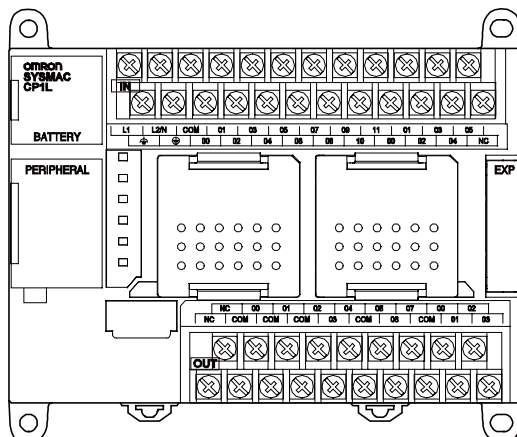 OMRON
SYSMAC
CP1L
IN
BATTERY
L1 L2/N COM 01 03 05 07 09 11 01 03 05
00 02 04 06 08 10 00 02 04 NC
PERIPHERAL
EXP
NC 00 01 02 04 05 07 00 02
NC COM COM COM 03 COM 06 COM 01 03
OUT